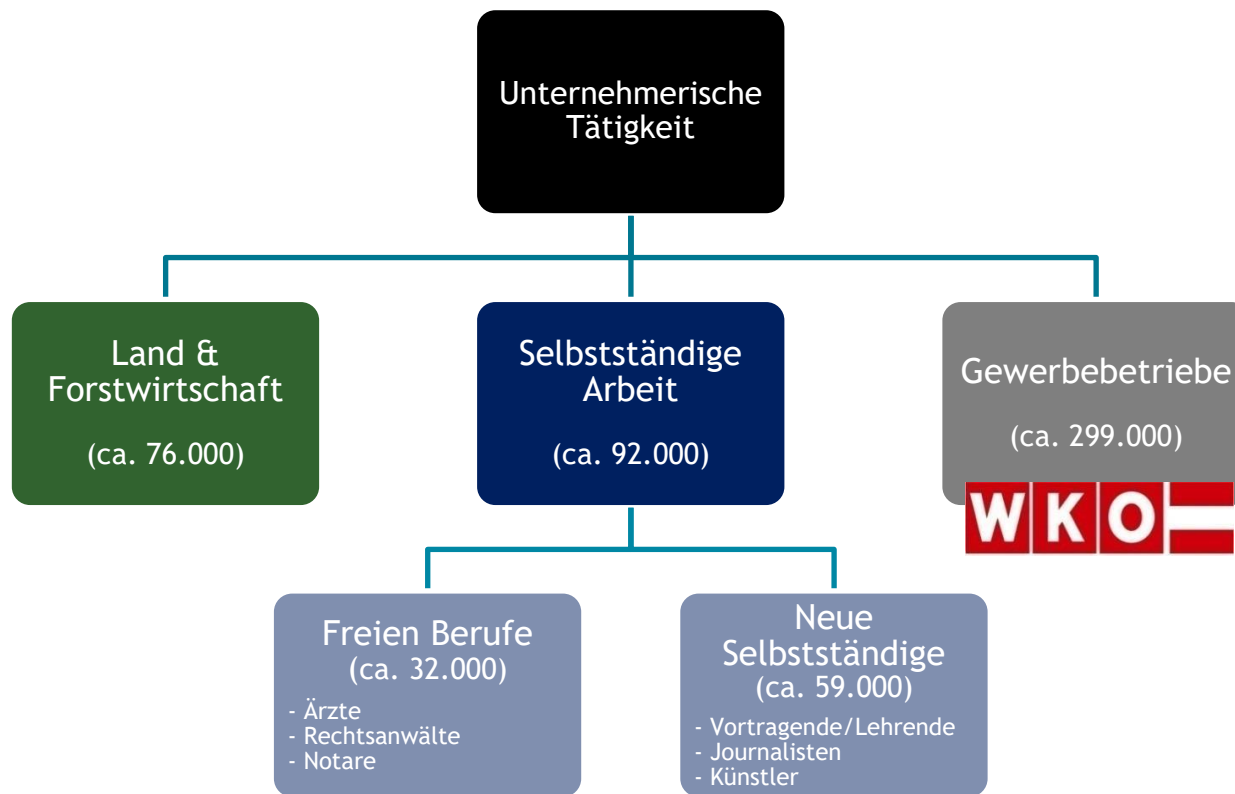 Unternehmerische
Tätigkeit
Land &
Forstwirtschaft
(ca. 76.000)
Selbstständige
Arbeit
(ca. 92.000)
Gewerbebetriebe
(ca. 299.000)
WKO
Freien Berufe
(ca. 32.000)
- Ärzte
- Rechtsanwälte
- Notare
Neue
Selbstständige
(ca. 59.000)
- Vortragende/Lehrende
- Journalisten
- Künstler